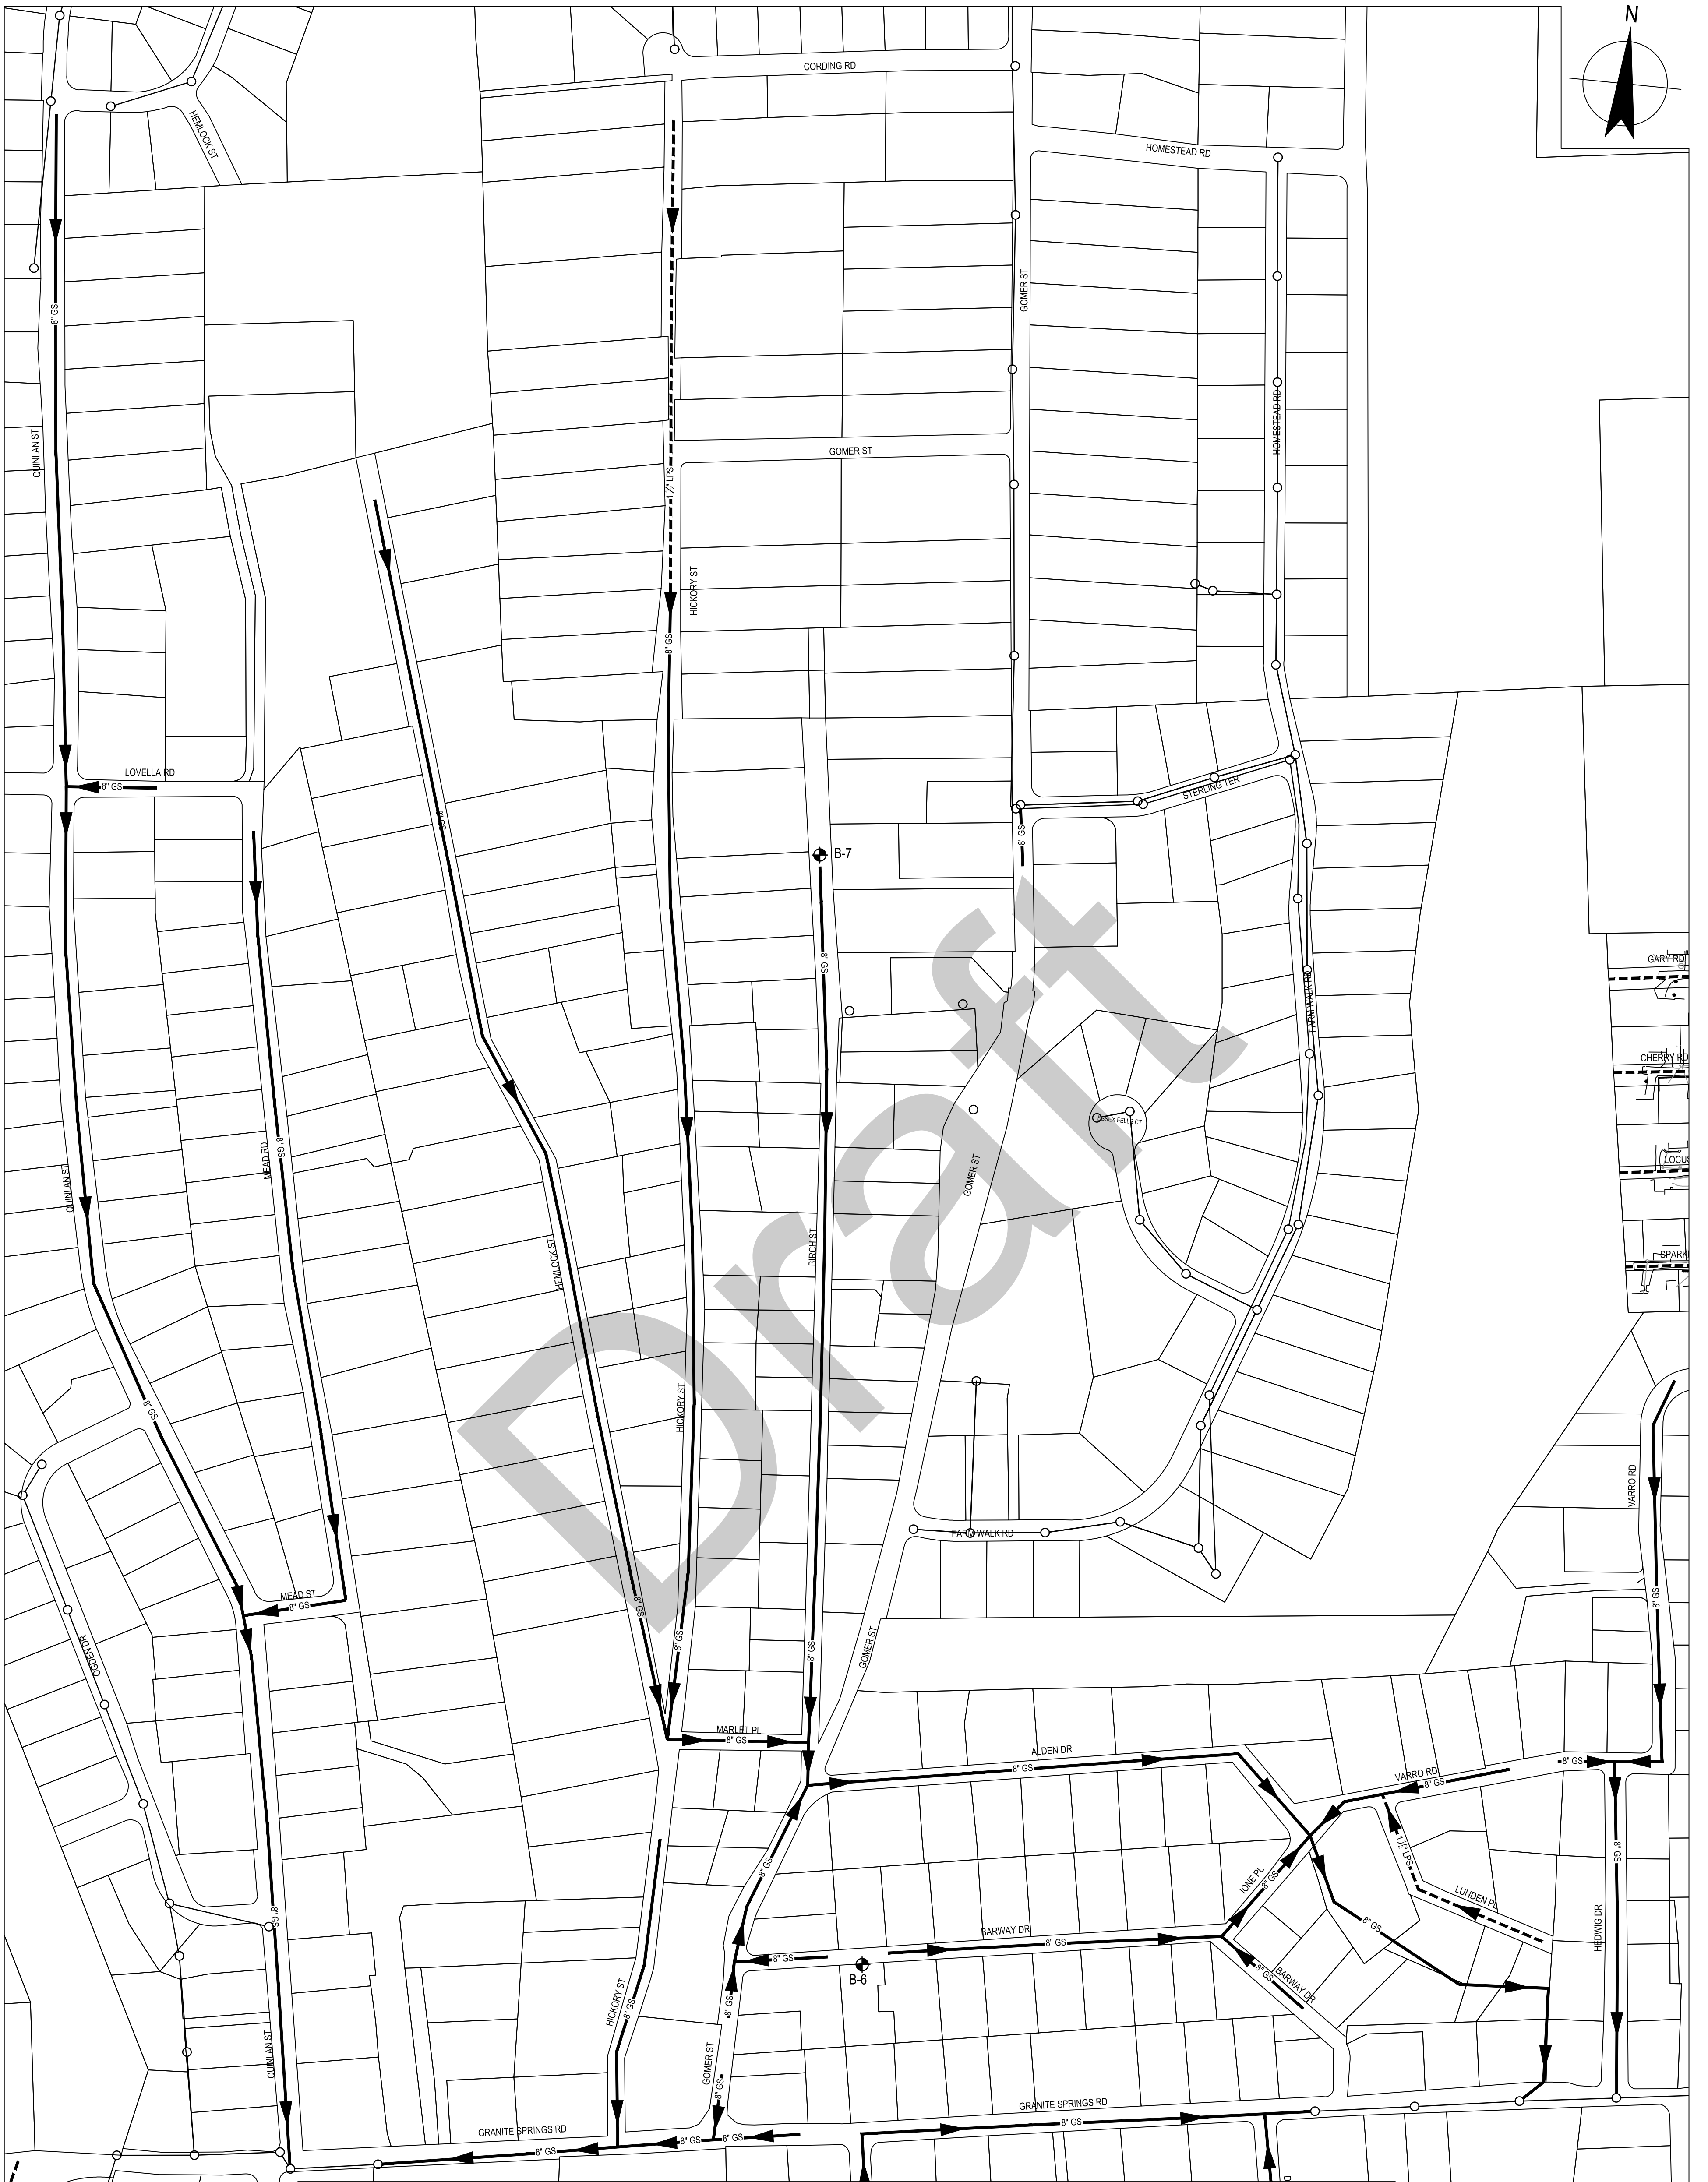 N
CORDING RD
HEMLOCK ST
HOMESTEAD RD
8" GS
GOMER ST
HOMESTEAD RD
QUINLAN ST
GOMER ST
1½" LPS
HICKORY ST
8" GS
LOVELLA RD
8" GS
STERLING TER
8" GS
8" GS
B-7
8" GS
GARY RD
FARM WALK RD
CHERRY RD
8" GS
MEAD RD
QUINLAN ST
GOMER ST
BIRCH ST
HEMLOCK ST
Draft
HICKORY ST
8" GS
VARRO RD
FARM WALK RD
MEAD ST
8" GS
8" GS
8" GS
8" GS
8" GS
OGDEN DR
GOMER ST
MARLET PL
8" GS
ALDEN DR
8" GS
8" GS
VARRO RD
8" GS
8" GS
1½" LPS
8" GS
IONE PL
8" GS
LUNDEN PL
HEDWIG DR
8" GS
8" GS
BARWAY DR
8" GS
8" GS
B-6
8" GS
BARWAY DR
HICKORY ST
8" GS
8" GS
QUINLAN ST
GOMER ST
8" GS
GRANITE SPRINGS RD
8" GS
GRANITE SPRINGS RD
8" GS
8" GS
8" GS